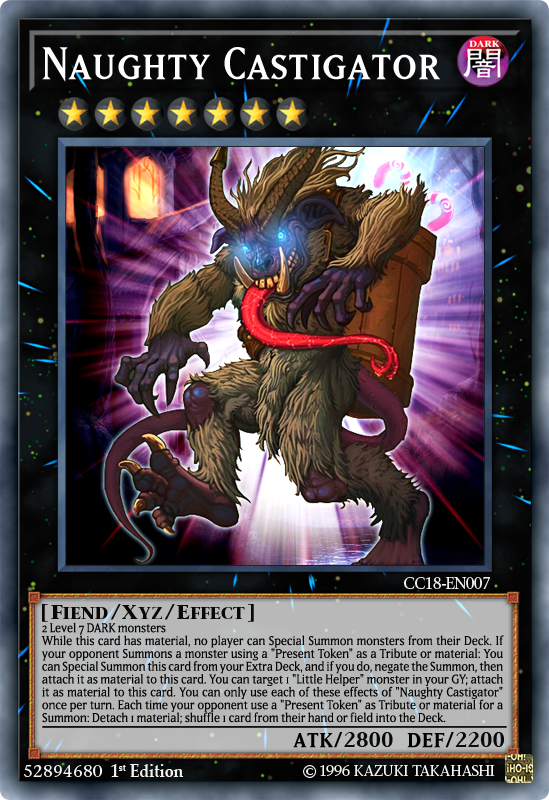 NAUGHTY CASTIGATOR
DARK
闇
CC18-EN007
[FIEND/XYZ/EFFECT]
2 Level 7 DARK monsters
While this card has material, no player can Special Summon monsters from their Deck. If
your opponent Summons a monster using a "Present Token" as a Tribute or material: You
can Special Summon this card from your Extra Deck, and if you do, negate the Summon, then
attach it as material to this card. You can target 1 "Little Helper" monster in your GY; attach
it as material to this card. You can only use each of these effects of "Naughty Castigator"
once per turn. Each time your opponent use a "Present Token" as Tribute or material for a
Summon: Detach 1 material; shuffle 1 card from their hand or field into the Deck.
ATK/2800 DEF/2200
52894680 1st Edition
© 1996 KAZUKI TAKAHASHI